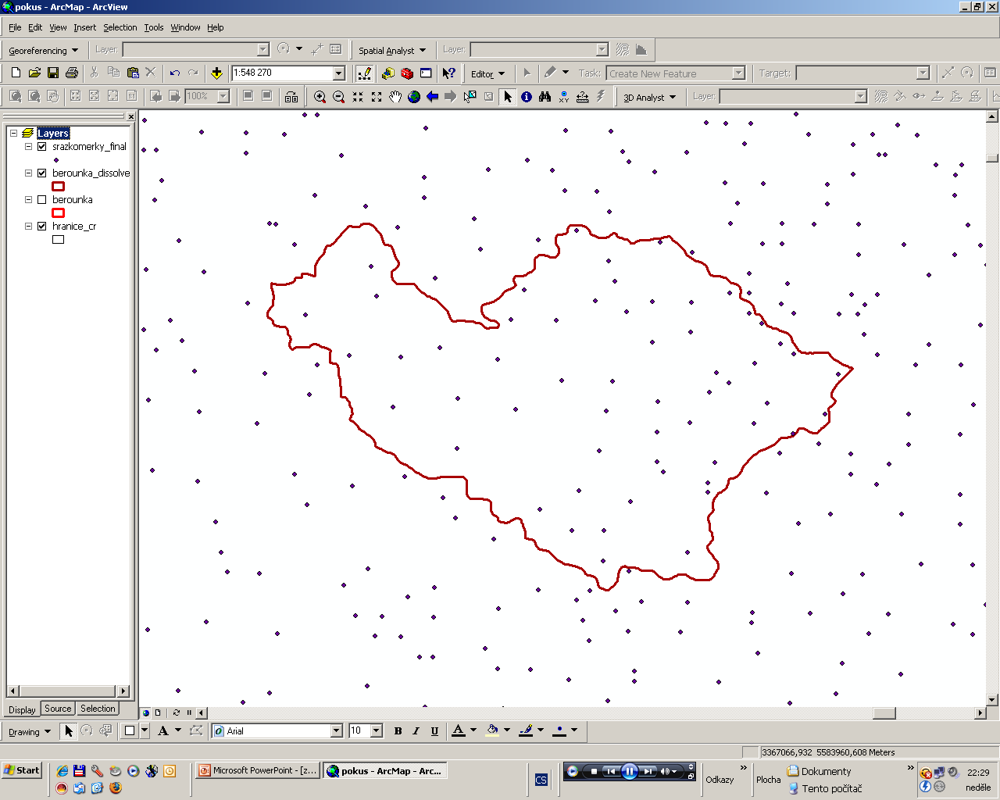 pokus - ArcMap - ArcView
File Edit View Insert Selection Tools Window Help
Georeferencing Layer: Spatial Analyst Layer:
1:548 270 Editor Task: Create New Feature Target:
100% 3D Analyst Layer:
Layers
srazkomerky_final
berounka_dissolve
berounka
hranice_cr
Display Source Selection
Drawing A Arial 10 B I U A
3367066,932 5583960,608 Meters
Start Microsoft PowerPoint - [z... pokus - ArcMap - Arc... CS Odkazy Plocha Dokumenty Tento počítač 22:29 neděle